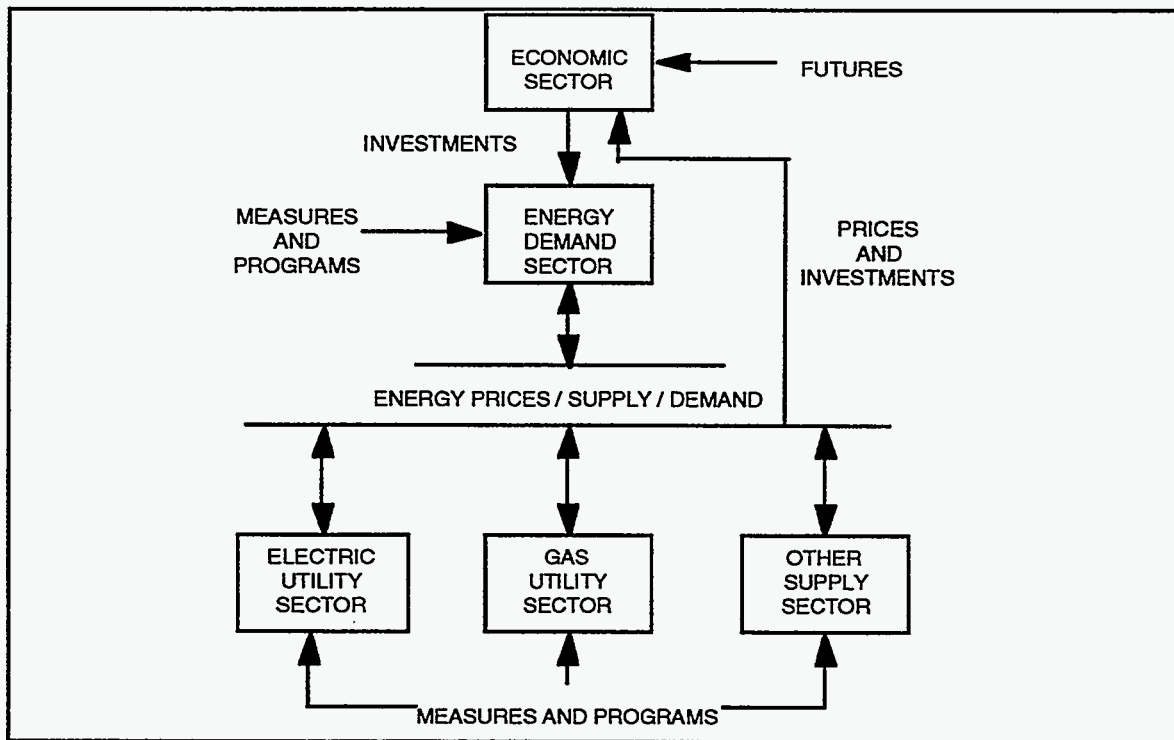 ECONOMIC
SECTOR
FUTURES
INVESTMENTS
MEASURES
AND
PROGRAMS
ENERGY
DEMAND
SECTOR
PRICES
AND
INVESTMENTS
ENERGY PRICES / SUPPLY / DEMAND
ELECTRIC
UTILITY
SECTOR
GAS
UTILITY
SECTOR
OTHER
SUPPLY
SECTOR
MEASURES AND PROGRAMS